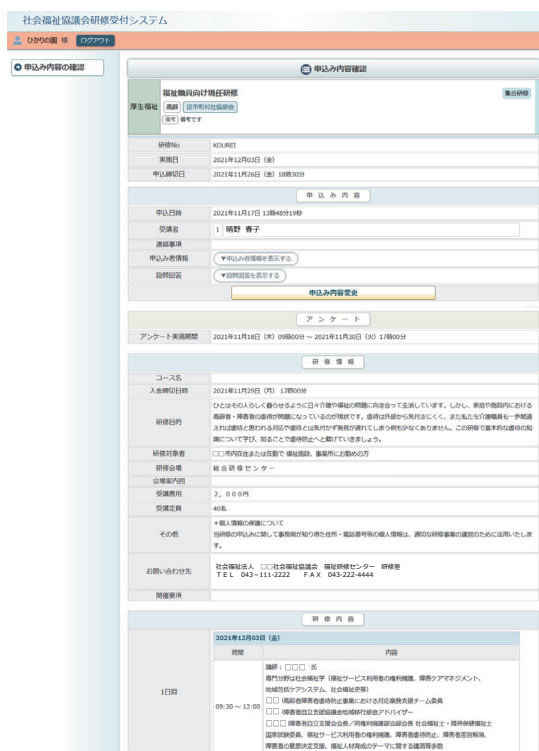 社会福祉協議会研修受付システム
ひかりの園 様 ログアウト
申込み内容の確認
申込み内容確認
福祉職員向け現任研修
集合研修
厚生福祉
高齢 区市町村社協部会
備考 備考です
研修No KOUREI
実施日 2021年12月03日（金）
申込締切日 2021年11月26日（金）18時30分
申込み内容
申込日時 2021年11月17日 13時48分19秒
受講者 1 晴野 春子
連絡事項
申込み者情報 ▼申込み者情報を表示する
設問回答 ▼設問回答を表示する
申込み内容変更
アンケート
アンケート実施期間 2021年11月18日（木）09時00分 ～ 2021年11月30日（火）17時00分
研修情報
コース名
入金締切日時 2021年11月29日（月） 17時00分
研修目的
ひとはその人らしく暮らせるように日々介護や福祉の問題に向き合って生活しています。しかし、家庭や施設内における
高齢者・障害者の虐待が問題になっているのが現状です。虐待は外部から気付きにくく、また私たち介護職員も一歩間違
えれば虐待と思われる対応や虐待とは気付かず発見が遅れてしまう例も少なくありません。この研修で基本的な虐待の知
識について学び、知ることで虐待防止へと繋げていきましょう。
研修対象者 □□市内在住または在勤で 福祉施設、事業所にお勤めの方
研修会場 総合研修センター
会場案内図
受講費用 2，000円
受講定員 40名
その他
＊個人情報の保護について
当研修の申込みに関して事務局が知り得た住所・電話番号等の個人情報は、適切な研修事業の運営のために活用いたしま
す。
お問い合わせ先
社会福祉法人 □□社会福祉協議会 福祉研修センター 研修室
ＴＥＬ 043－111-2222 ＦＡＸ 043-222-4444
開催要項
研修内容
1日目
2021年12月03日（金）
時間 内容
09:30 ～ 12:00
講師：□□□ 氏
専門分野は社会福祉学（福祉サービス利用者の権利擁護、障害ケアマネジメント、
地域包括ケアシステム、社会福祉史等）
□□ 高齢者障害者虐待防止事業における対応業務支援チーム委員
□□ 障害者自立支援協議会地域移行部会アドバイザー
□□□ 障害者自立支援会会長／同権利擁護部会部会長 社会福祉士・精神保健福祉士
国家試験委員、福祉サービス利用者の権利擁護、障害者虐待防止、障害者差別解消、
障害者の意思決定支援、福祉人材育成のテーマに関する講演等多数